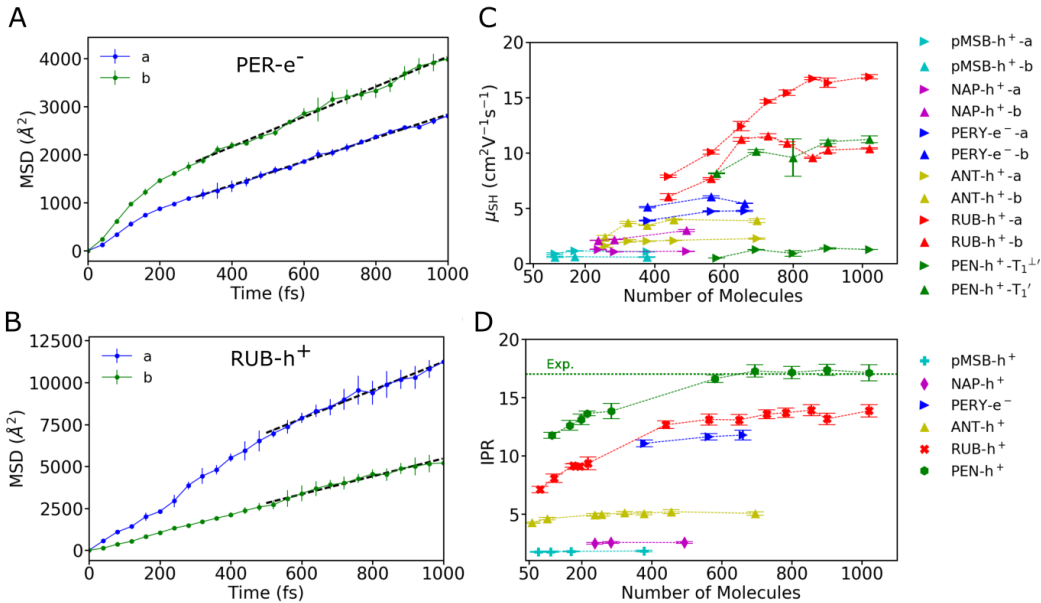 A
PER-e⁻
a
b
MSD (Å²)
4000
3000
2000
1000
0
0 200 400 600 800 1000
Time (fs)
B
RUB-h⁺
a
b
MSD (Å²)
12500
10000
7500
5000
2500
0
0 200 400 600 800 1000
Time (fs)
C
μSH (cm²V⁻¹s⁻¹)
20
15
10
5
0
50 200 400 600 800 1000
Number of Molecules
pMSB-h⁺-a
pMSB-h⁺-b
NAP-h⁺-a
NAP-h⁺-b
PERY-e⁻-a
PERY-e⁻-b
ANT-h⁺-a
ANT-h⁺-b
RUB-h⁺-a
RUB-h⁺-b
PEN-h⁺-T₁⊥′
PEN-h⁺-T₁′
D
Exp.
IPR
20
15
10
5
1
50 200 400 600 800 1000
Number of Molecules
pMSB-h⁺
NAP-h⁺
PERY-e⁻
ANT-h⁺
RUB-h⁺
PEN-h⁺